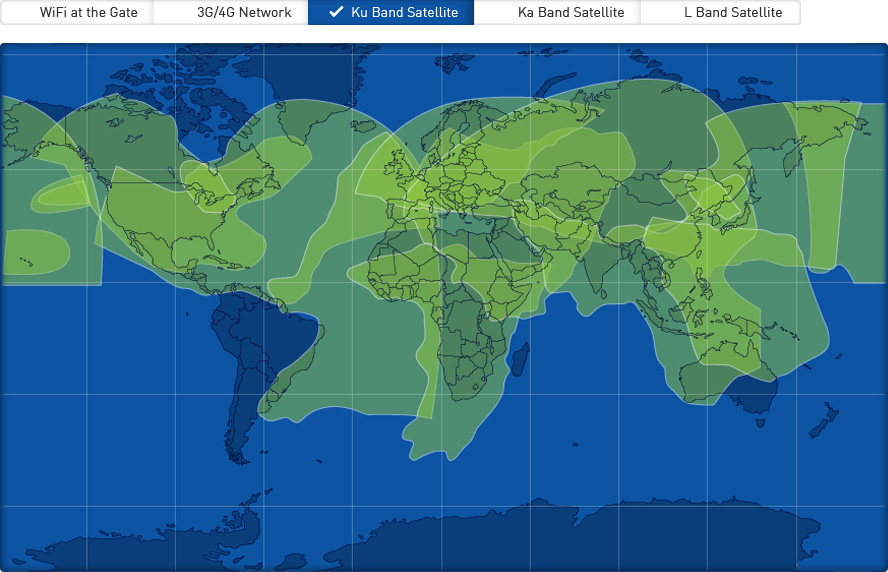 WiFi at the Gate
3G/4G Network
Ku Band Satellite
Ka Band Satellite
L Band Satellite